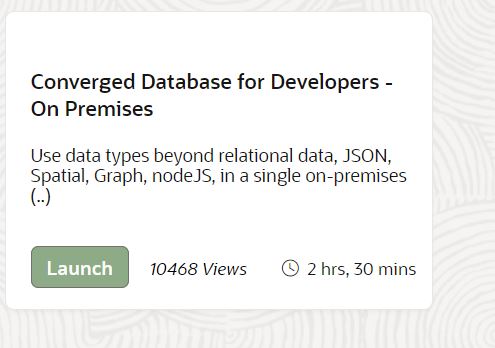 Converged Database for Developers -
On Premises
Use data types beyond relational data, JSON,
Spatial, Graph, nodeJS, in a single on-premises
(..)
Launch 10468 Views 2 hrs, 30 mins